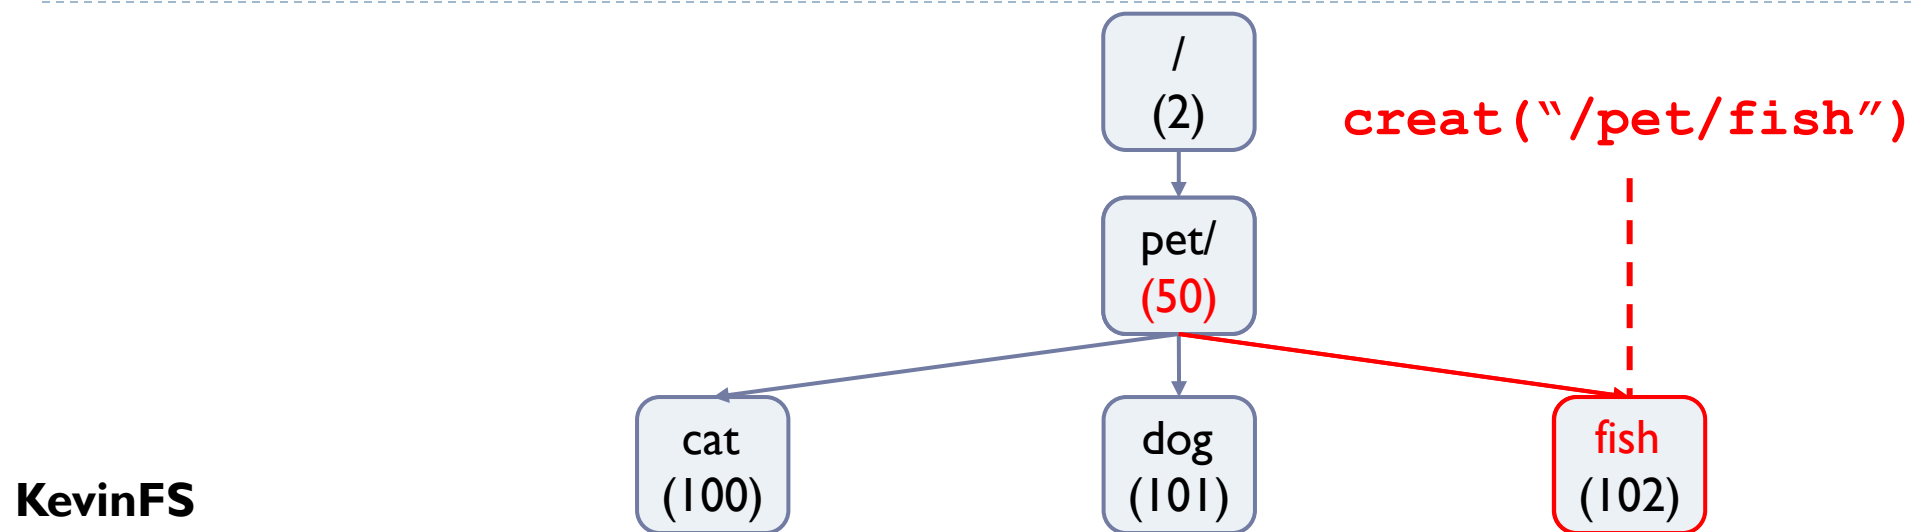 /
(2)
creat(“/pet/fish”)
pet/
(50)
cat
(100)
dog
(101)
fish
(102)
KevinFS